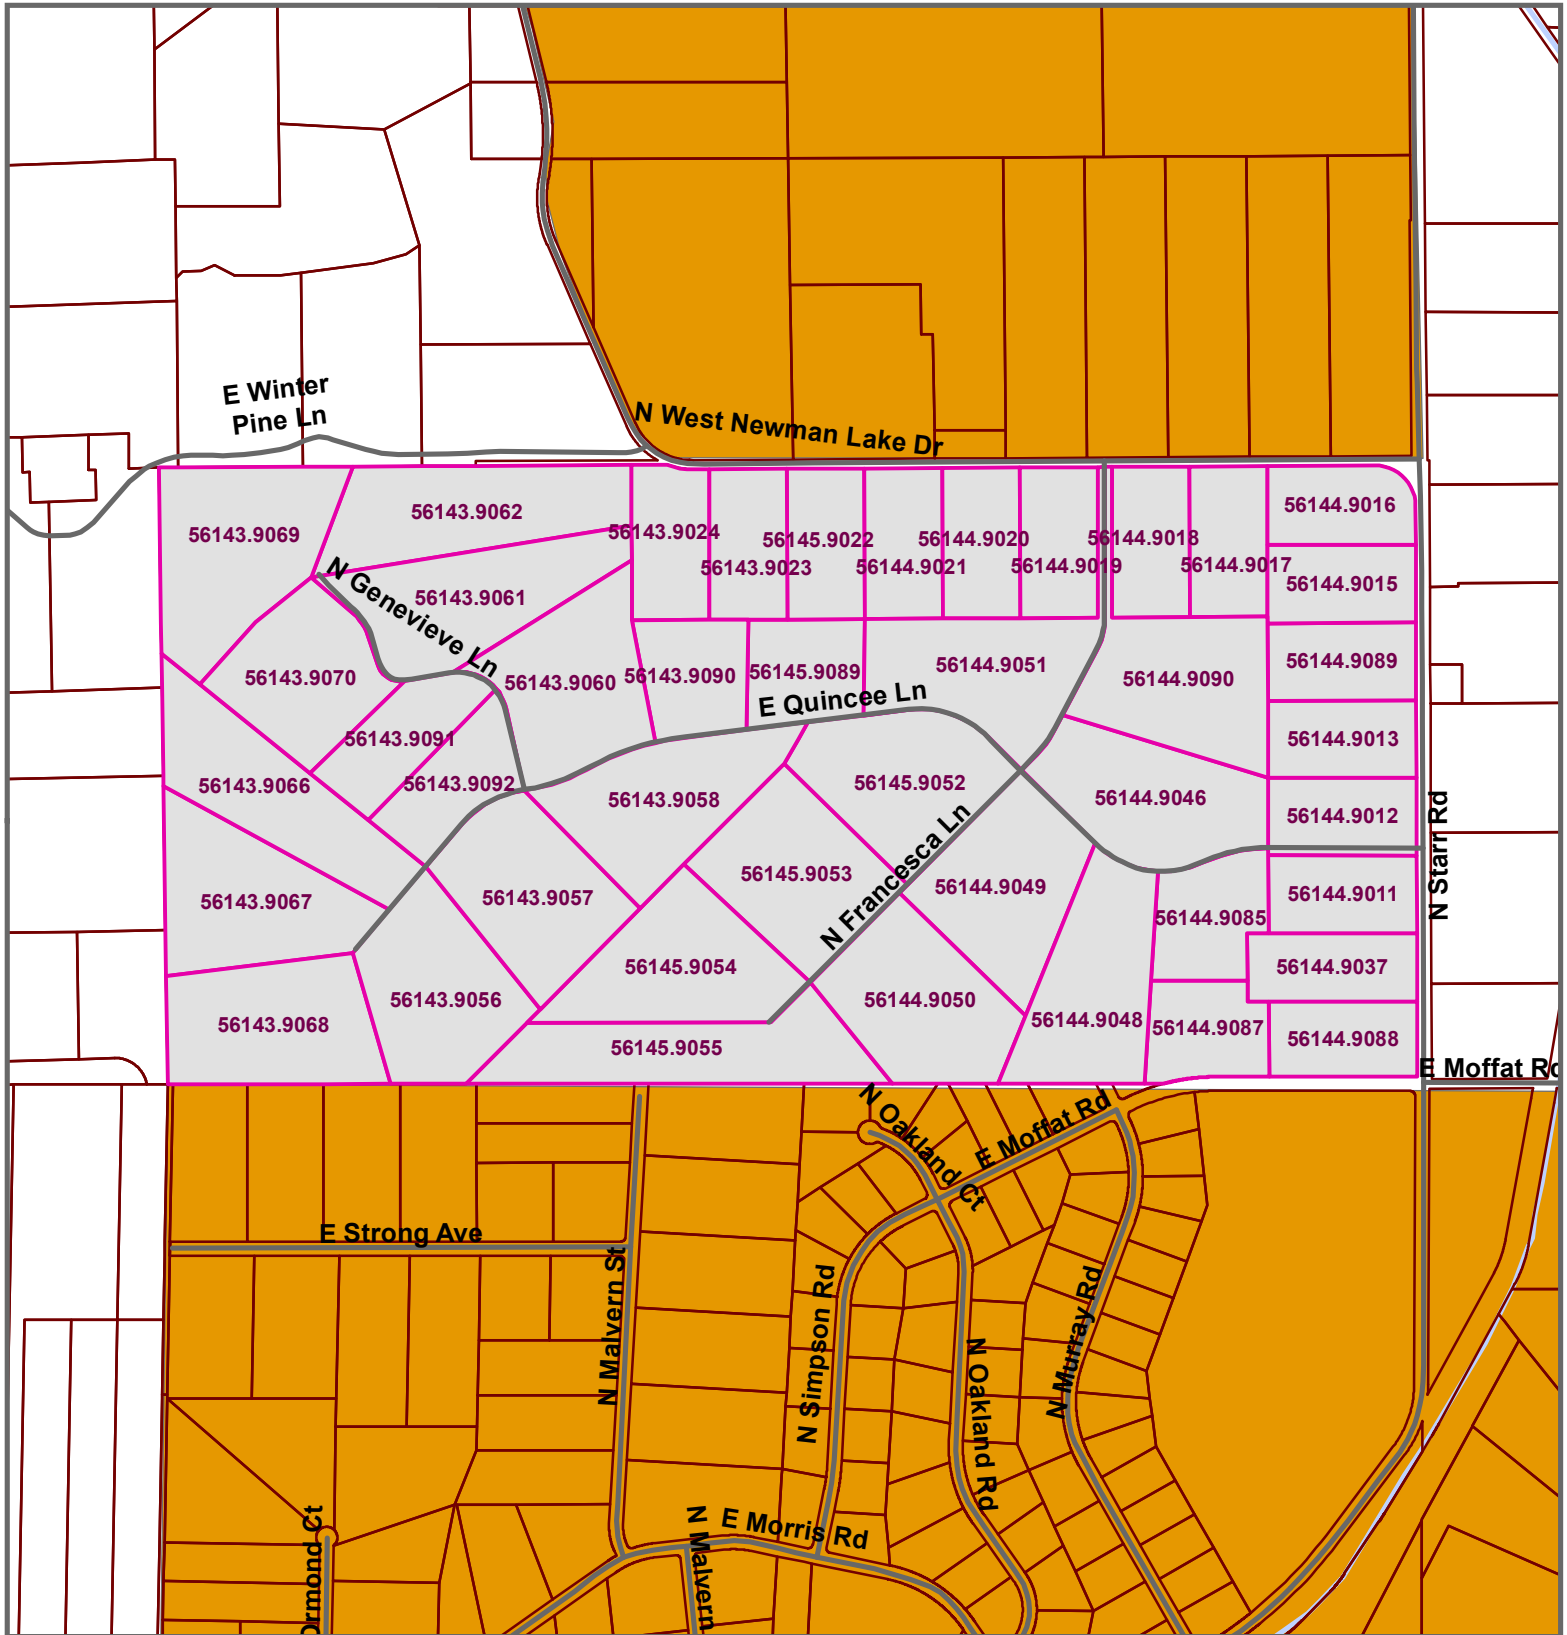 E Winter
Pine Ln
N West Newman Lake Dr
56143.9069
56143.9062
56143.9024
56143.9023
56145.9022
56144.9021
56144.9020
56144.9019
56144.9018
56144.9017
56144.9016
56144.9015
N Genevieve Ln
56143.9061
56143.9070
56143.9060
56143.9090
56145.9089
56144.9051
56144.9090
56144.9089
E Quincee Ln
56143.9091
56143.9066
56143.9092
56143.9058
56145.9052
56144.9046
56144.9013
56144.9012
N Starr Rd
N Francesca Ln
56143.9067
56143.9057
56145.9053
56144.9049
56144.9085
56144.9011
56145.9054
56144.9037
56143.9068
56143.9056
56144.9050
56144.9048
56144.9087
56144.9088
56145.9055
E Moffat Rd
N Oakland Ct
E Moffat Rd
E Strong Ave
N Malvern St
N Simpson Rd
N Oakland Rd
N Murray Rd
E Morris Rd
N Malvern
Ormond Ct